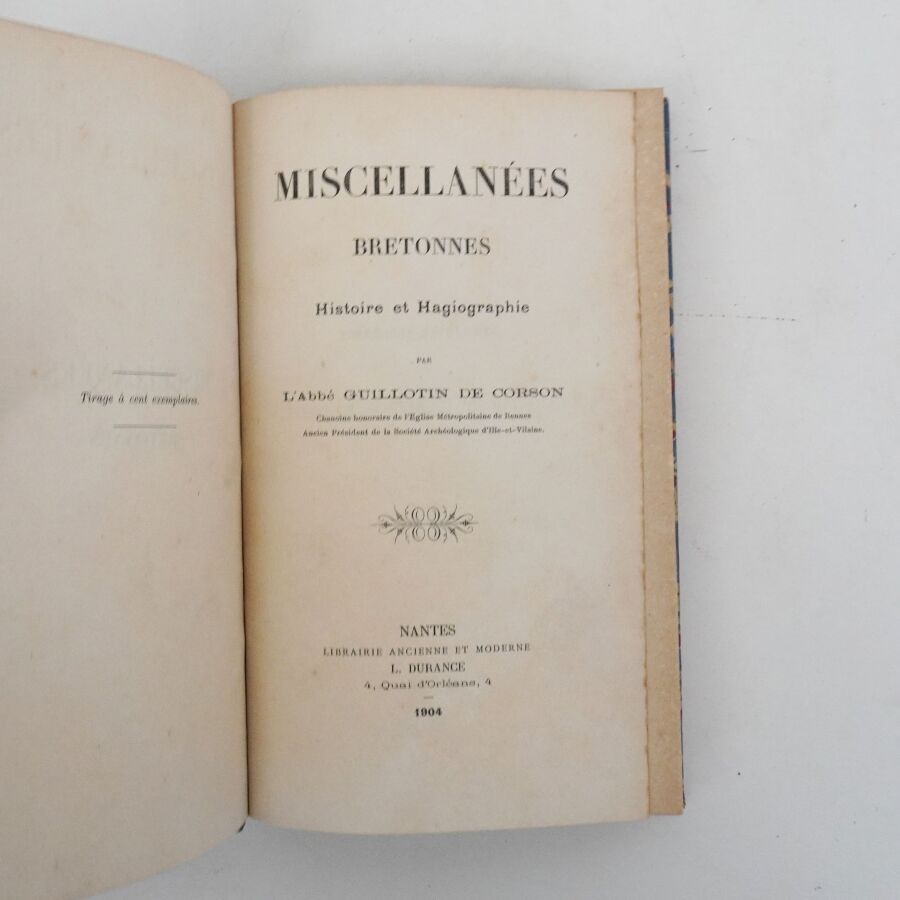 Tirage à cent exemplaires.
MISCELLANÉES
BRETONNES
Histoire et Hagiographie
PAR
L'Abbé GUILLOTIN DE CORSON
Chanoine honoraire de l'Eglise Métropolitaine de Rennes
Ancien Président de la Société Archéologique d'Ille-et-Vilaine.
NANTES
LIBRAIRIE ANCIENNE ET MODERNE
L. DURANCE
4, Quai d'Orléans, 4
1904